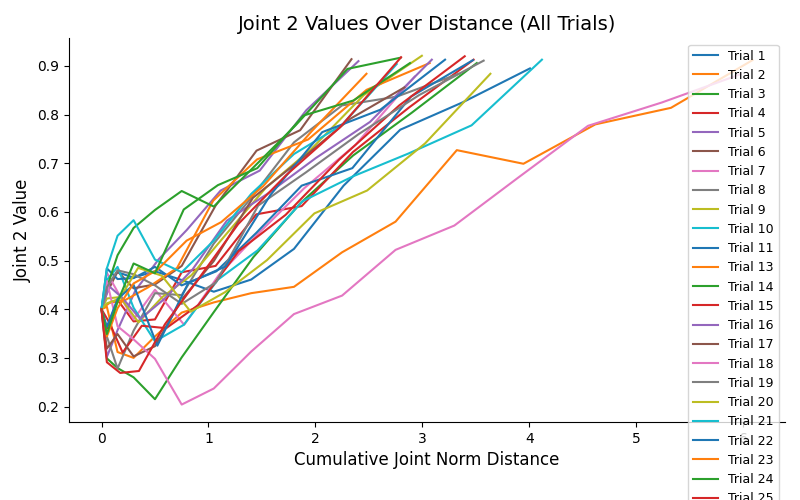 Joint 2 Values Over Distance (All Trials)
Joint 2 Value
0.9
0.8
0.7
0.6
0.5
0.4
0.3
0.2
0
1
2
3
4
5
Cumulative Joint Norm Distance
Trial 1
Trial 2
Trial 3
Trial 4
Trial 5
Trial 6
Trial 7
Trial 8
Trial 9
Trial 10
Trial 11
Trial 13
Trial 14
Trial 15
Trial 16
Trial 17
Trial 18
Trial 19
Trial 20
Trial 21
Trial 22
Trial 23
Trial 24
Trial 25